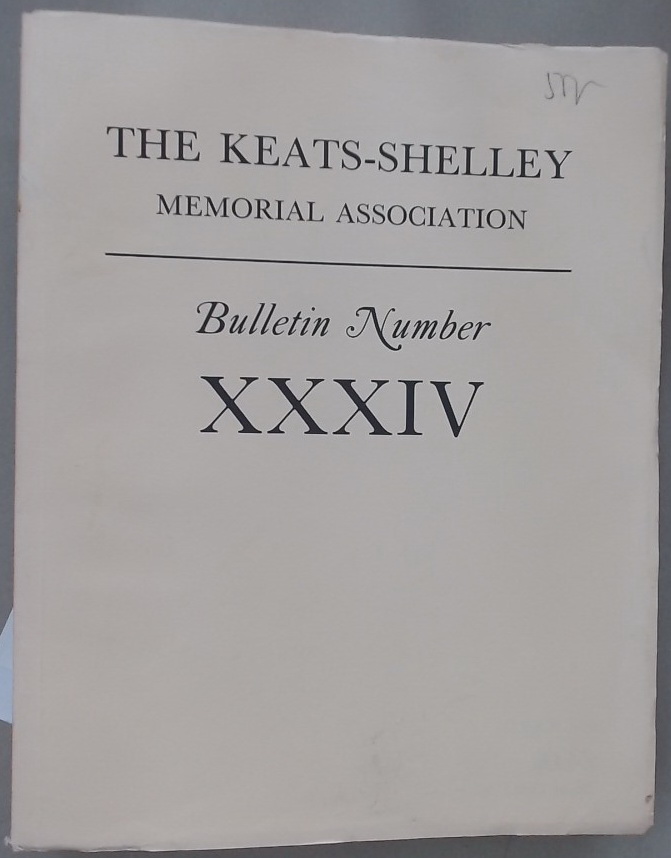 THE KEATS-SHELLEY
MEMORIAL ASSOCIATION
Bulletin Number
XXXIV